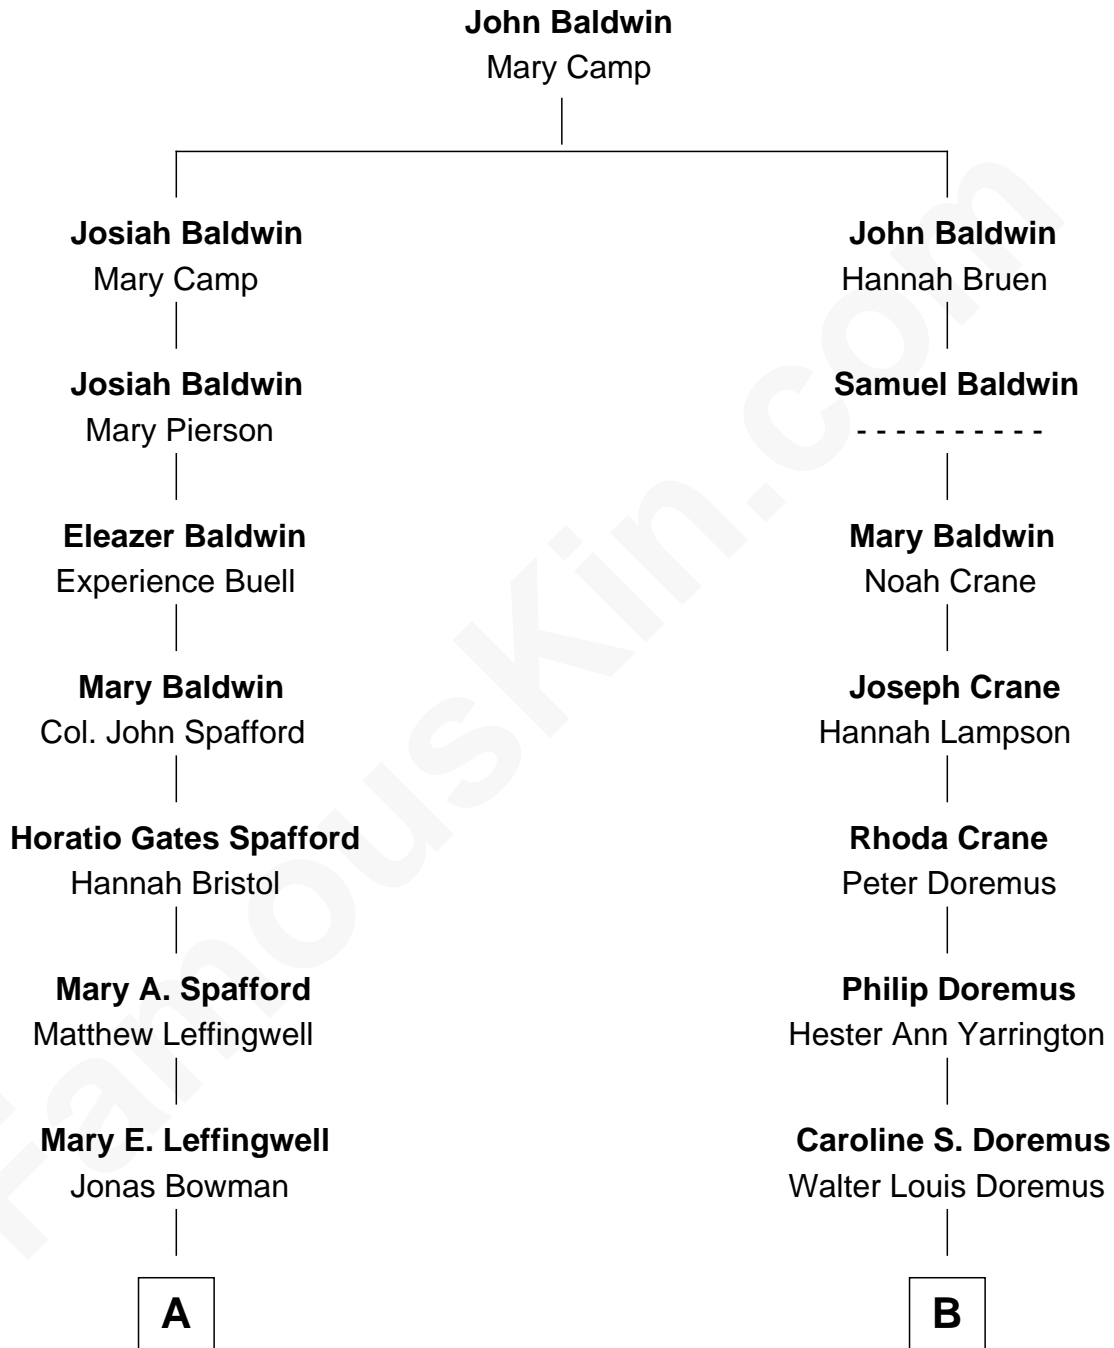 John Baldwin
Mary Camp
Josiah Baldwin
Mary Camp
John Baldwin
Hannah Bruen
Josiah Baldwin
Mary Pierson
Samuel Baldwin
- - - - - - - - - -
Eleazer Baldwin
Experience Buell
Mary Baldwin
Noah Crane
Mary Baldwin
Col. John Spafford
Joseph Crane
Hannah Lampson
Horatio Gates Spafford
Hannah Bristol
Rhoda Crane
Peter Doremus
Mary A. Spafford
Matthew Leffingwell
Philip Doremus
Hester Ann Yarrington
Mary E. Leffingwell
Jonas Bowman
Caroline S. Doremus
Walter Louis Doremus
A
B
FamousKin.com